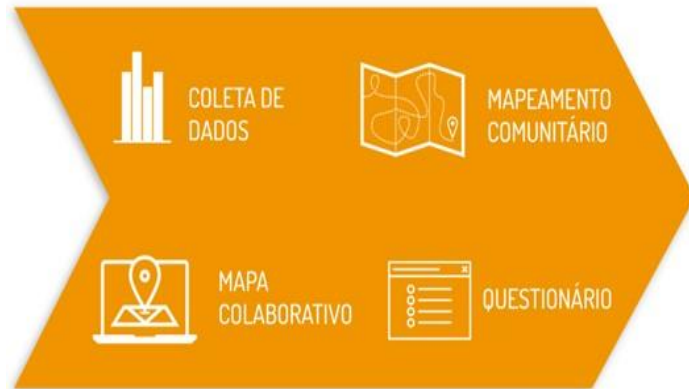 COLETA DE
DADOS
MAPEAMENTO
COMUNITÁRIO
MAPA
COLABORATIVO
QUESTIONÁRIO